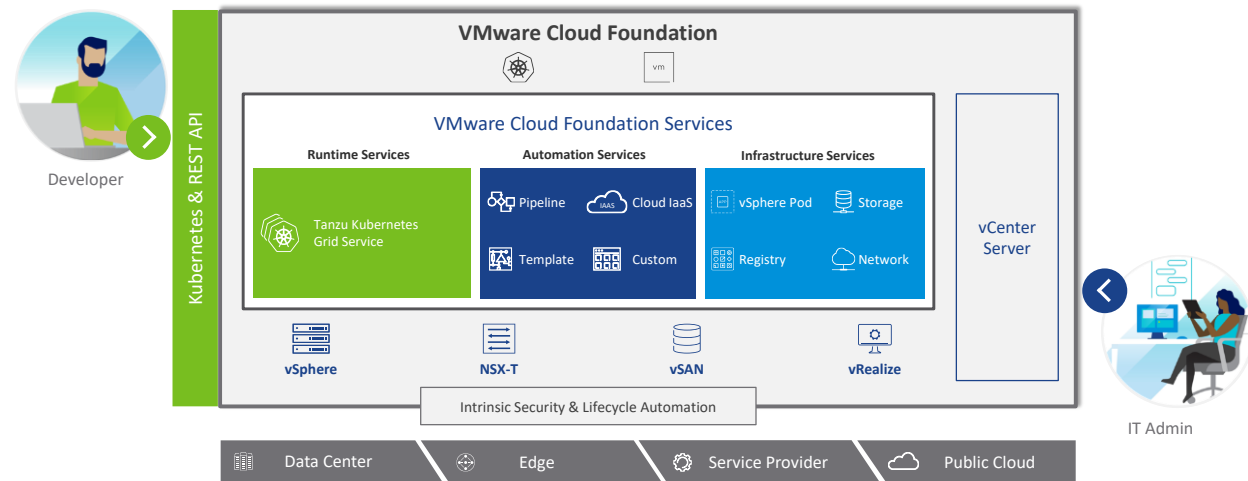 VMware Cloud Foundation
vm
Developer
Kubernetes & REST API
VMware Cloud Foundation Services
Runtime Services
Automation Services
Infrastructure Services
Tanzu Kubernetes
Grid Service
Pipeline
IAAS
Cloud IaaS
Template
Custom
vSphere Pod
Storage
Registry
Network
vCenter
Server
vSphere
NSX-T
vSAN
vRealize
Intrinsic Security & Lifecycle Automation
IT Admin
Data Center
Edge
Service Provider
Public Cloud